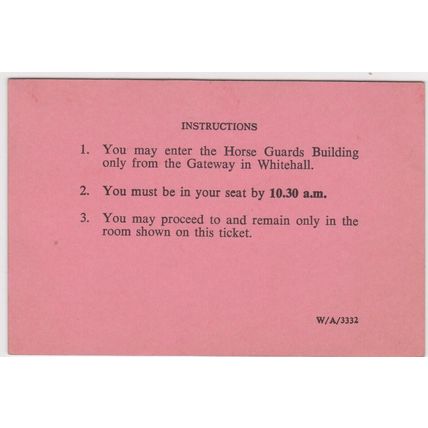 INSTRUCTIONS
1. You may enter the Horse Guards Building
only from the Gateway in Whitehall.
2. You must be in your seat by 10.30 a.m.
3. You may proceed to and remain only in the
room shown on this ticket.
W/A/3332